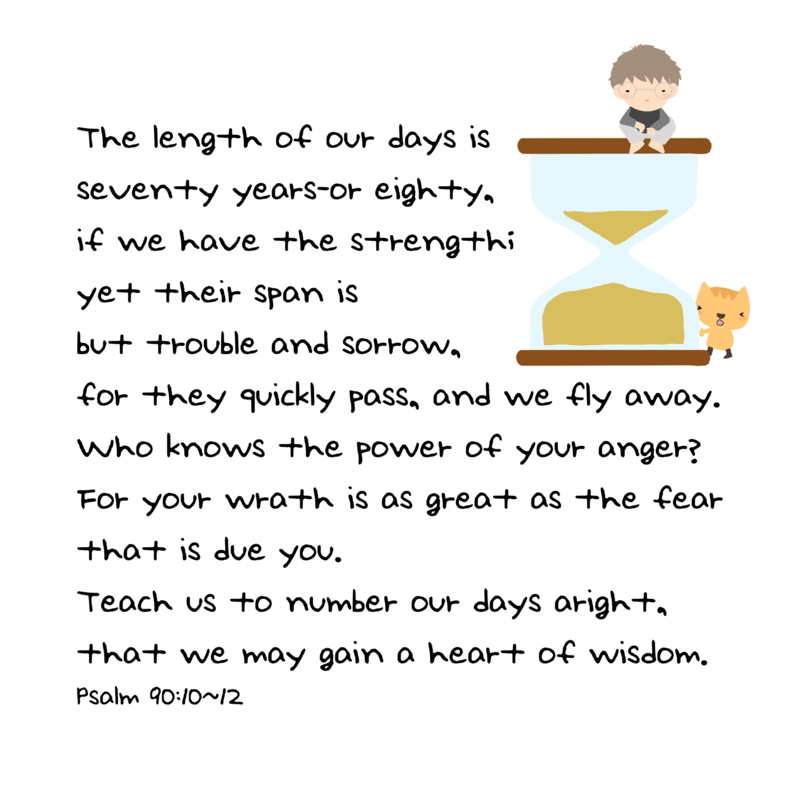 The length of our days is
seventy years-or eighty,
if we have the strengthi
yet their span is
but trouble and sorrow,
for they quickly pass, and we fly away.
Who knows the power of your anger?
For your wrath is as great as the fear
that is due you.
Teach us to number our days aright,
that we may gain a heart of wisdom.
Psalm 90:10~12